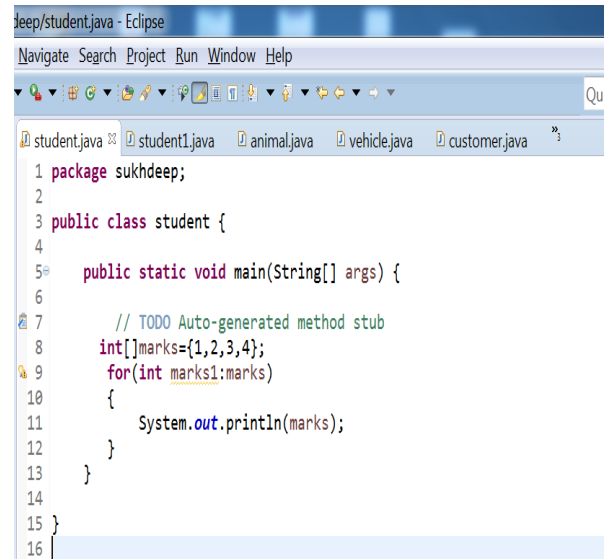 deep/student.java - Eclipse
Navigate Search Project Run Window Help
Qu
student.java student1.java animal.java vehicle.java customer.java »3
1 package sukhdeep;
2
3 public class student {
4
5 public static void main(String[] args) {
6
7 // TODO Auto-generated method stub
8 int[]marks={1,2,3,4};
9 for(int marks1:marks)
10 {
11 System.out.println(marks);
12 }
13 }
14
15 }
16